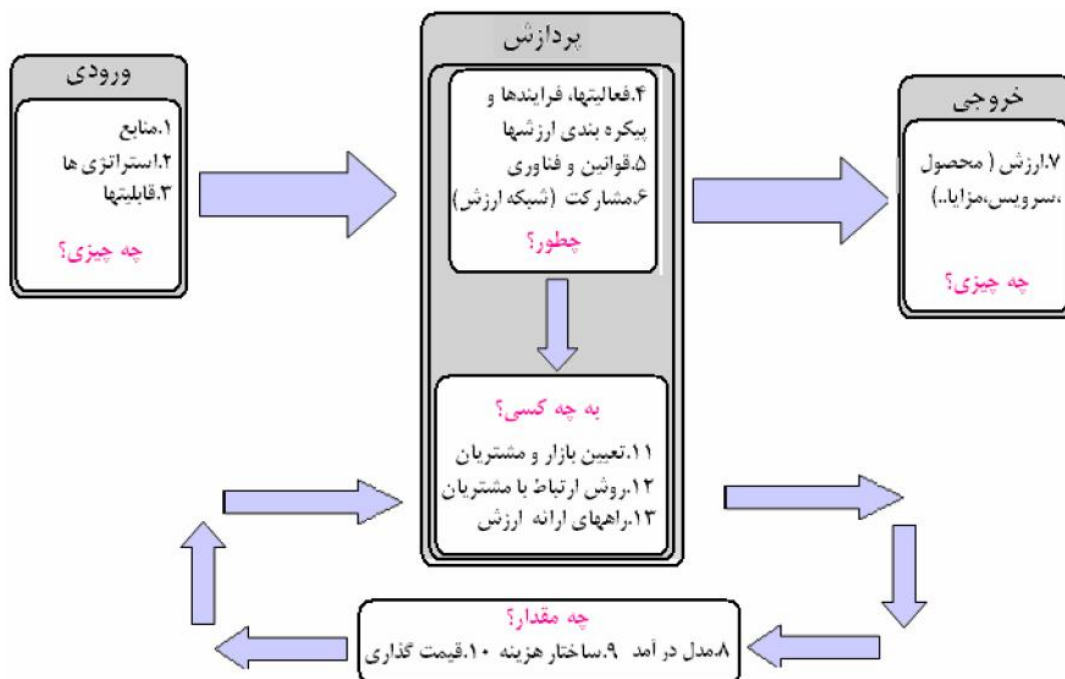 ورودی
۱.منابع
۲.استراتژی ها
۳.قابلیتها
چه چیزی؟
پردازش
۴.فعالیتها، فرایندها و
پیکره بندی ارزشها
۵.قوانین و فناوری
۶.مشارکت (شبکه ارزش)
چطور؟
به چه کسی؟
۱۱.تعیین بازار و مشتریان
۱۲.روش ارتباط با مشتریان
۱۳.راههای ارائه ارزش
خروجی
۷.ارزش ( محصول
،سرویس،مزایا..)
چه چیزی؟
چه مقدار؟
۸.مدل در آمد ۹.ساختار هزینه ۱۰.قیمت گذاری